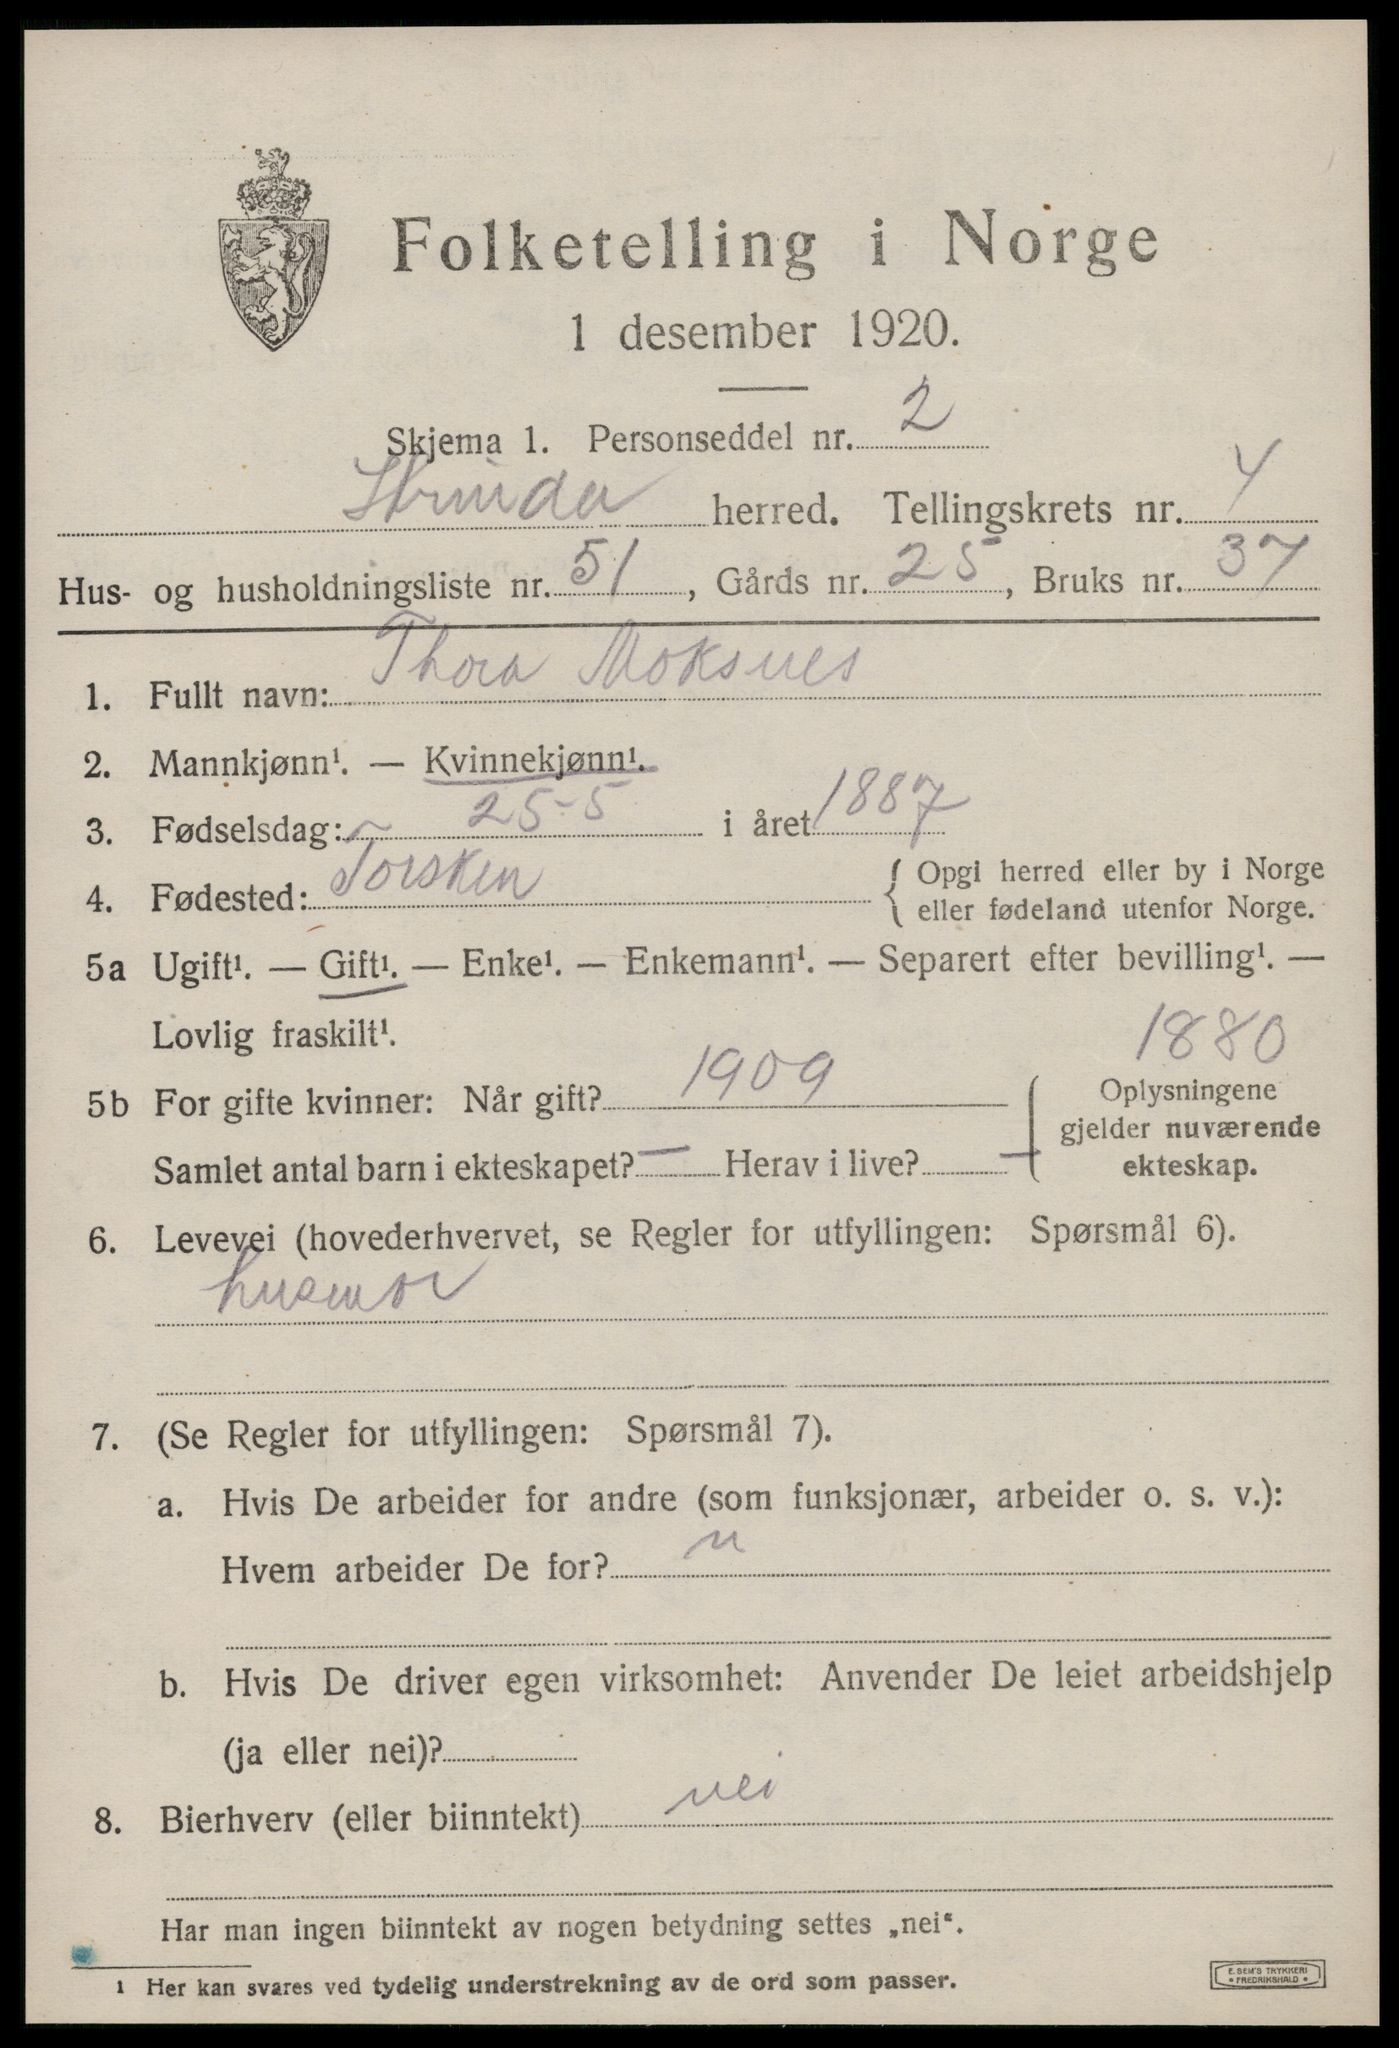 Folketelling i Norge
1 desember 1920.
Skjema 1. Personseddel nr. 2
Strinda herred. Tellingskrets nr. 4
Hus- og husholdningsliste nr. 51, Gårds nr. 25, Bruks nr. 37
1. Fullt navn: Thora Moksnes
2. Mannkjønn¹. — Kvinnekjønn¹.
3. Fødselsdag: 25-5 i året 1887
4. Fødested: Torsken { Opgi herred eller by i Norge
eller fødeland utenfor Norge.
5a Ugift¹. — Gift¹. — Enke¹. — Enkemann¹. — Separert efter bevilling¹. —
Lovlig fraskilt¹.
1880
5b For gifte kvinner: Når gift? 1909 { Oplysningene
gjelder nuværende
Samlet antal barn i ekteskapet? — Herav i live? — ekteskap.
6. Levevei (hovederhvervet, se Regler for utfyllingen: Spørsmål 6).
husmor
7. (Se Regler for utfyllingen: Spørsmål 7).
a. Hvis De arbeider for andre (som funksjonær, arbeider o. s. v.):
Hvem arbeider De for? "
b. Hvis De driver egen virksomhet: Anvender De leiet arbeidshjelp
(ja eller nei)?
8. Bierhverv (eller biinntekt) nei
Har man ingen biinntekt av nogen betydning settes „nei“.
1 Her kan svares ved tydelig understrekning av de ord som passer.
E. SEM'S TRYKKERI
• FREDRIKSHALD •